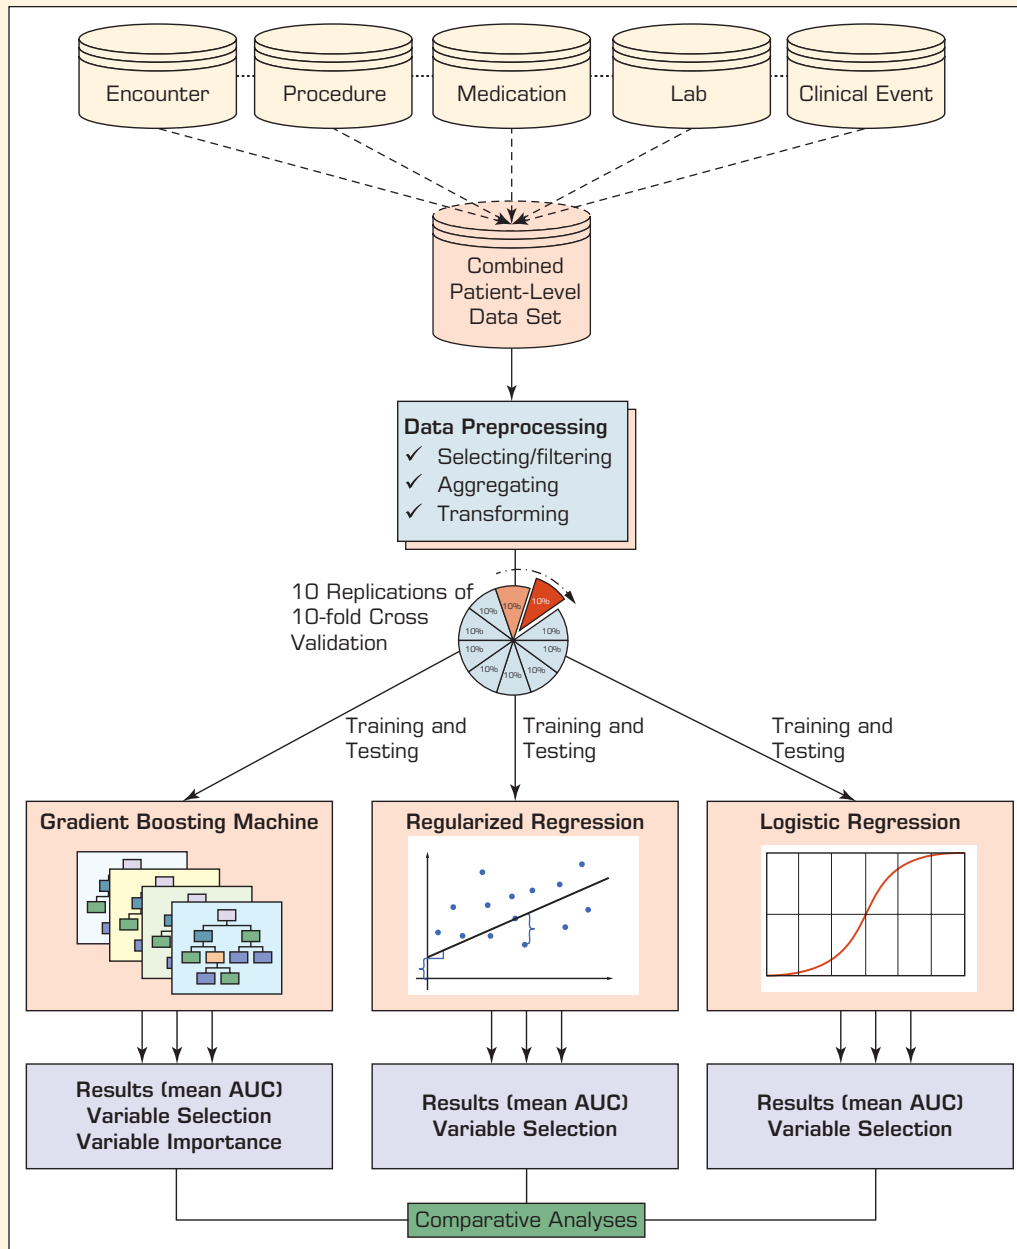 Encounter
Procedure
Medication
Lab
Clinical Event
Combined
Patient-Level
Data Set
Data Preprocessing
✓ Selecting/filtering
✓ Aggregating
✓ Transforming
10 Replications of
10-fold Cross
Validation
10%
10%
10%
10%
10%
10%
10%
10%
10%
10%
Training and
Testing
Training and
Testing
Training and
Testing
Gradient Boosting Machine
Regularized Regression
Logistic Regression
Results (mean AUC)
Variable Selection
Variable Importance
Results (mean AUC)
Variable Selection
Results (mean AUC)
Variable Selection
Comparative Analyses